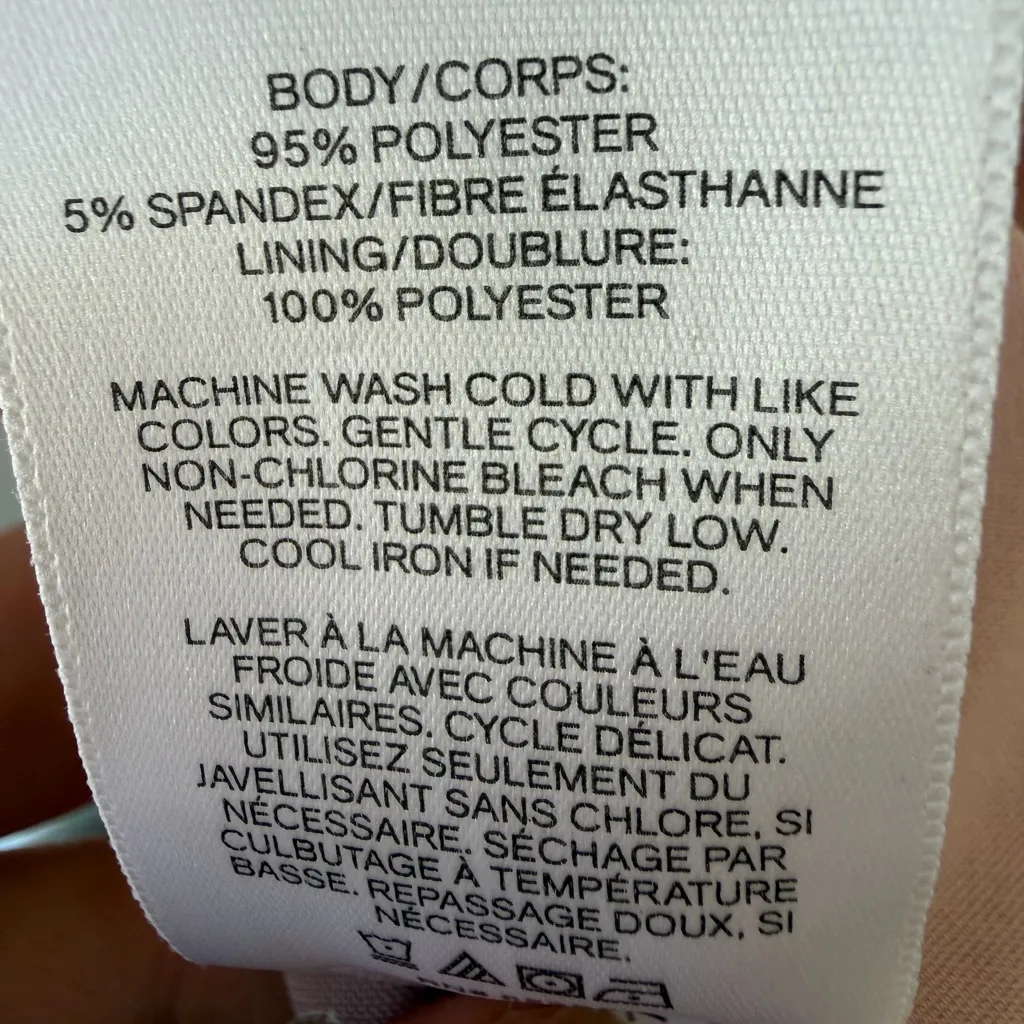 BODY/CORPS:
95% POLYESTER
5% SPANDEX/FIBRE ÉLASTHANNE
LINING/DOUBLURE:
100% POLYESTER
MACHINE WASH COLD WITH LIKE
COLORS. GENTLE CYCLE. ONLY
NON-CHLORINE BLEACH WHEN
NEEDED. TUMBLE DRY LOW.
COOL IRON IF NEEDED.
LAVER À LA MACHINE À L'EAU
FROIDE AVEC COULEURS
SIMILAIRES. CYCLE DÉLICAT.
UTILISEZ SEULEMENT DU
JAVELLISANT SANS CHLORE, SI
NÉCESSAIRE. SÉCHAGE PAR
CULBUTAGE À TEMPÉRATURE
BASSE. REPASSAGE DOUX, SI
NÉCESSAIRE.